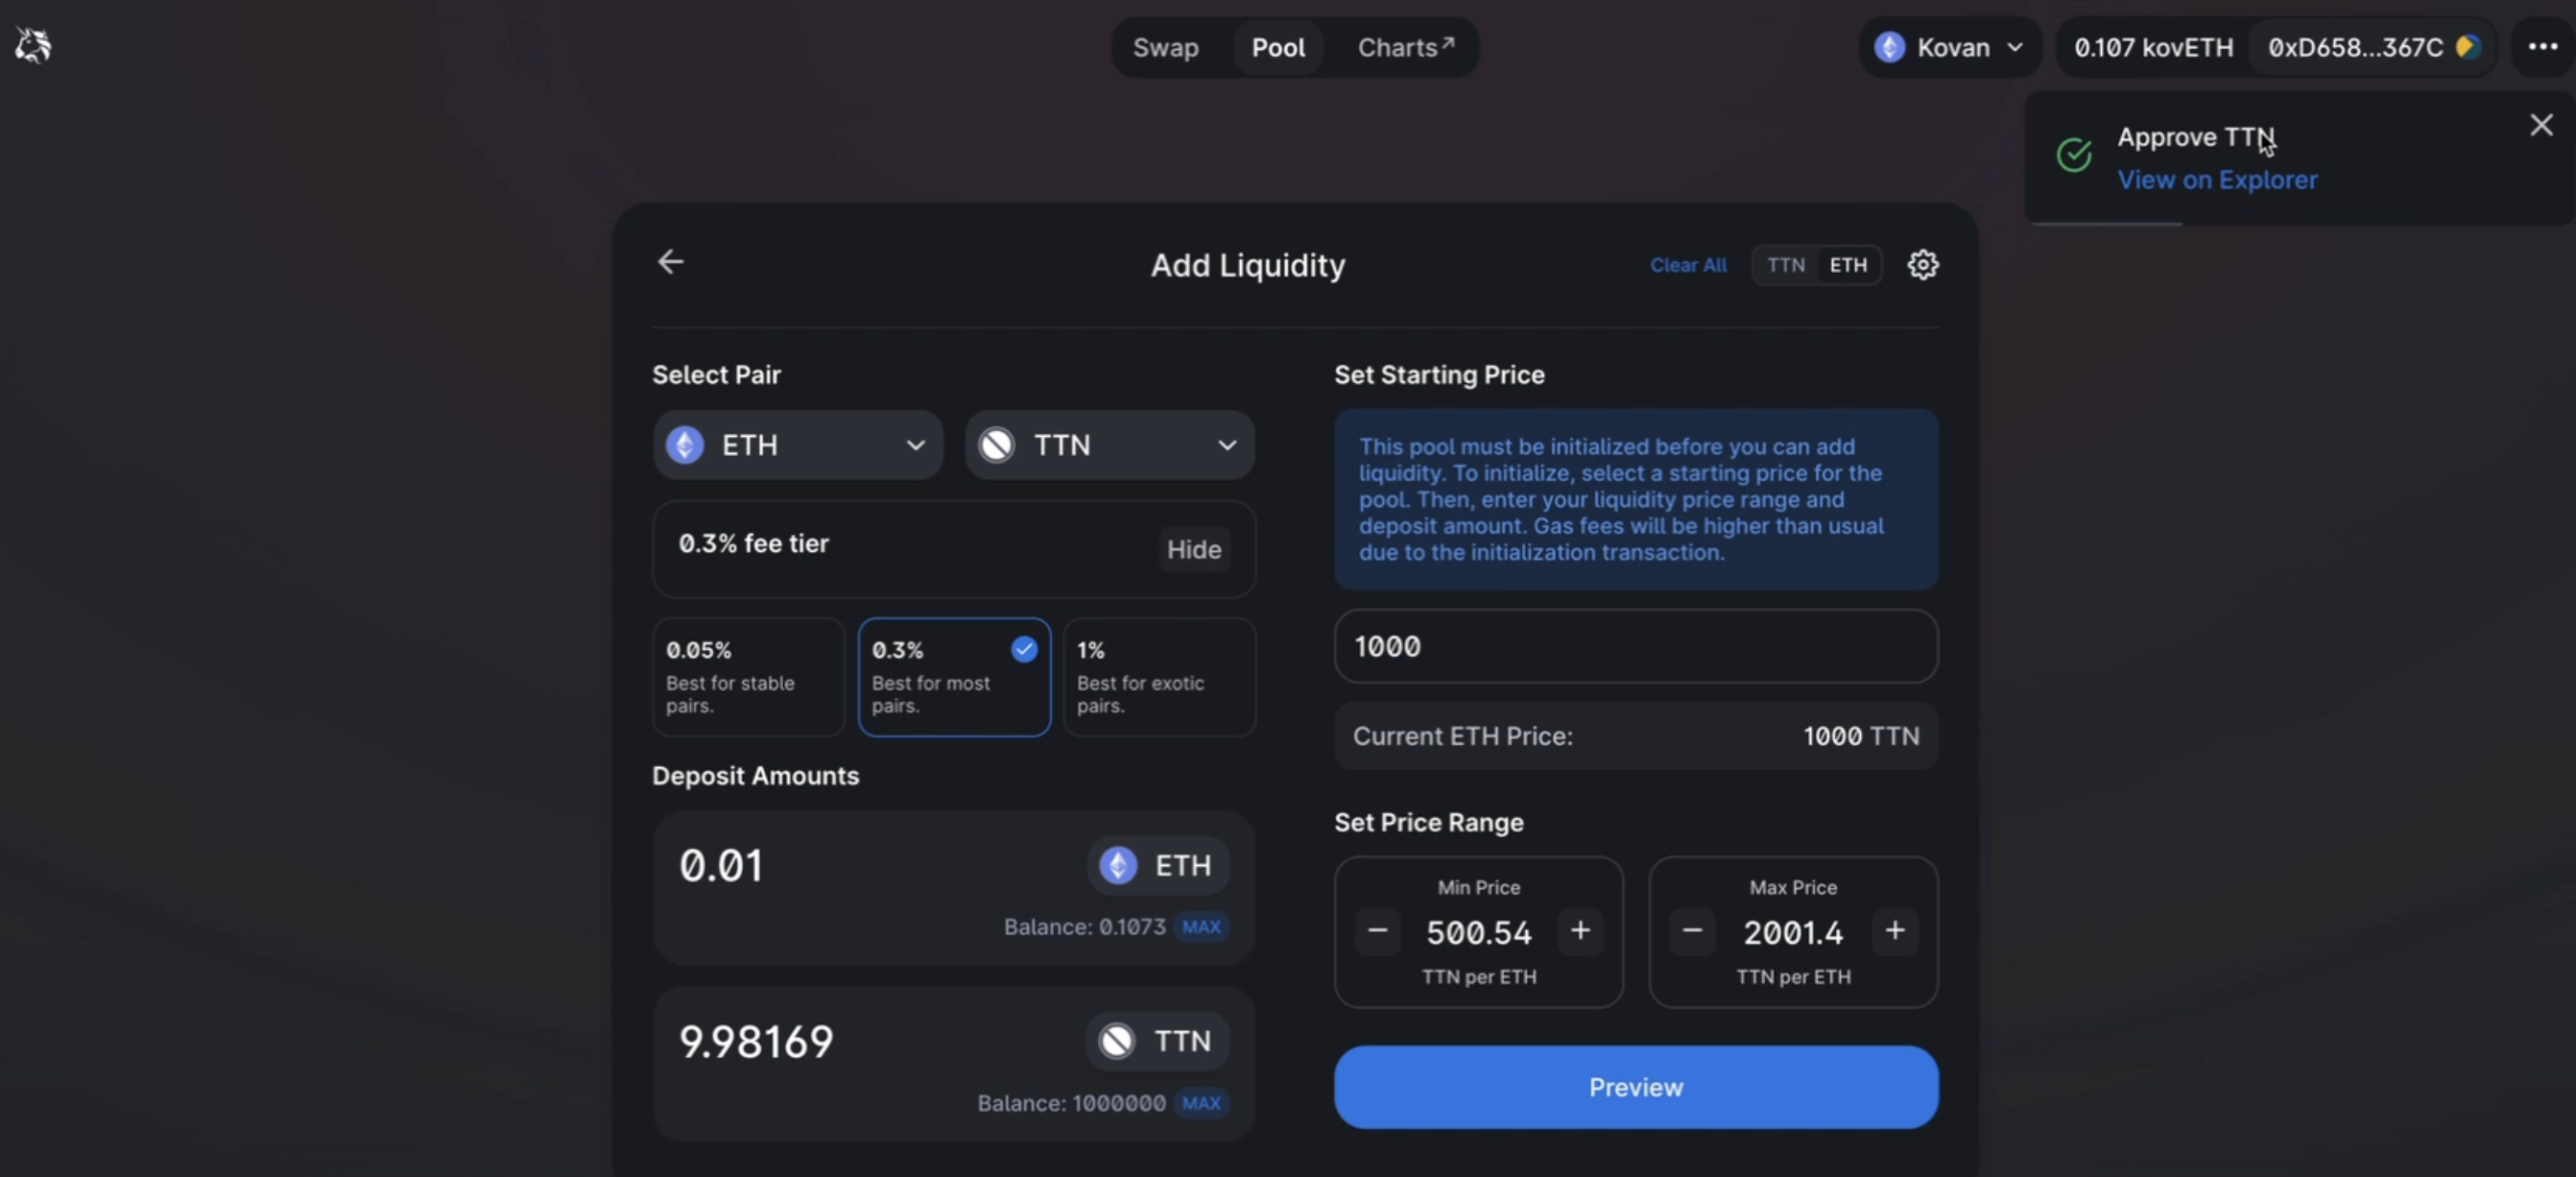 Swap Pool Charts↗ Kovan 0.107 kovETH 0xD658...367C
Approve TTN
View on Explorer
Add Liquidity Clear All TTN ETH
Select Pair
ETH TTN
0.3% fee tier Hide
0.05%
Best for stable
pairs.
0.3%
Best for most
pairs.
1%
Best for exotic
pairs.
Deposit Amounts
0.01 ETH
Balance: 0.1073 MAX
9.98169 TTN
Balance: 1000000 MAX
Set Starting Price
This pool must be initialized before you can add
liquidity. To initialize, select a starting price for the
pool. Then, enter your liquidity price range and
deposit amount. Gas fees will be higher than usual
due to the initialization transaction.
1000
Current ETH Price: 1000 TTN
Set Price Range
Min Price
− 500.54 +
TTN per ETH
Max Price
− 2001.4 +
TTN per ETH
Preview